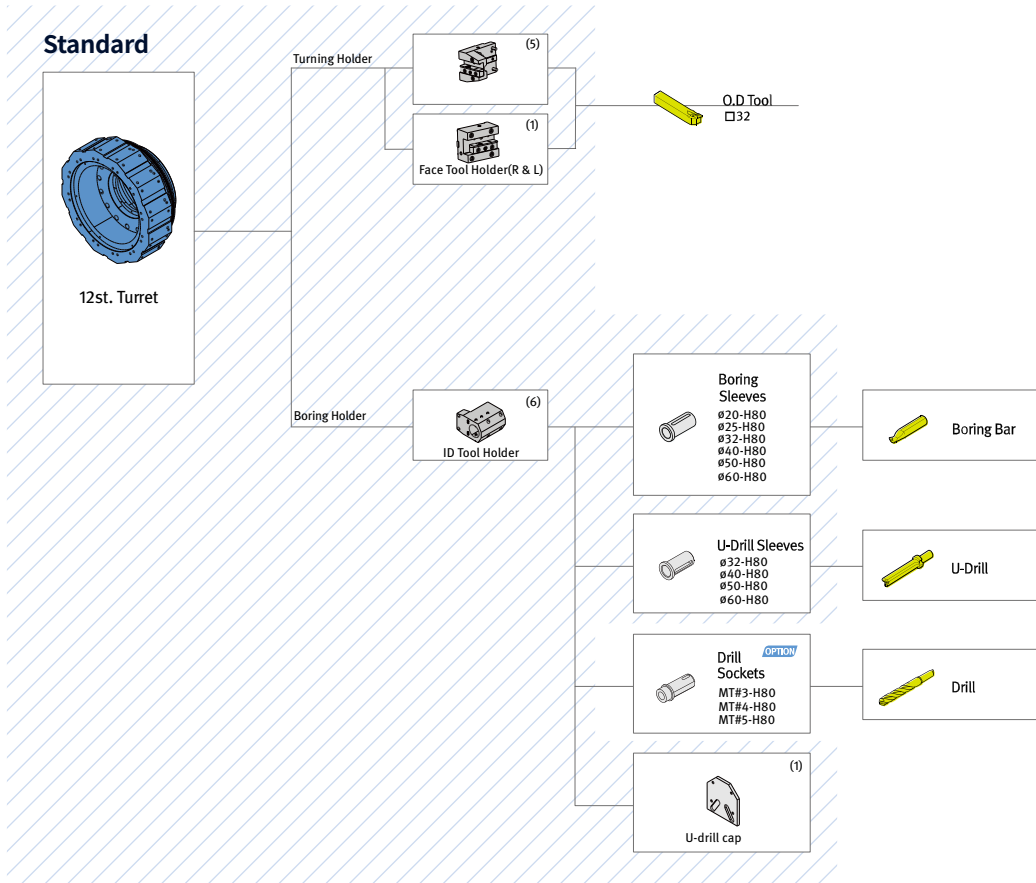 Standard
12st. Turret
Turning Holder
(5)
(1)
Face Tool Holder(R & L)
O.D Tool
□32
Boring Holder
(6)
ID Tool Holder
Boring
Sleeves
ø20-H80
ø25-H80
ø32-H80
ø40-H80
ø50-H80
ø60-H80
Boring Bar
U-Drill Sleeves
ø32-H80
ø40-H80
ø50-H80
ø60-H80
U-Drill
Drill
Sockets
OPTION
MT#3-H80
MT#4-H80
MT#5-H80
Drill
(1)
U-drill cap